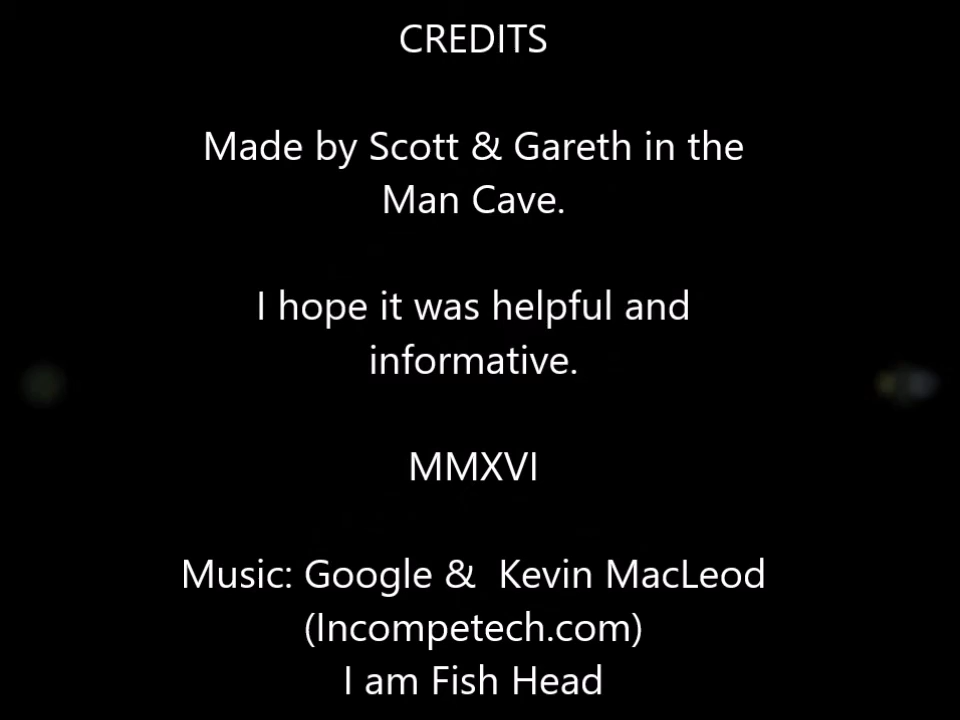 CREDITS
Made by Scott & Gareth in the
Man Cave.
I hope it was helpful and
informative.
MMXVI
Music: Google &  Kevin MacLeod
(Incompetech.com)
I am Fish Head